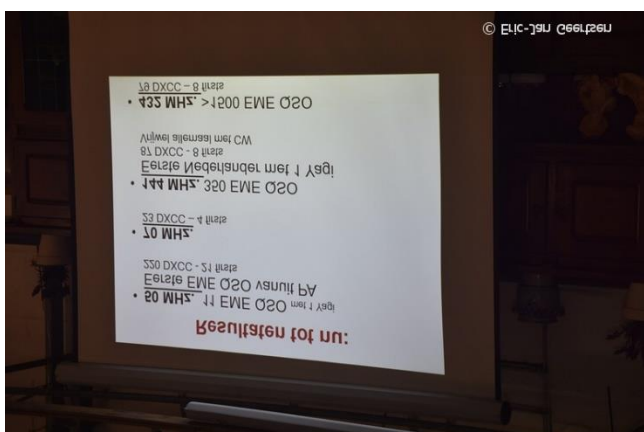 Resultaten tot nu:
• 50 MHz. 11 EME QSO met 1 Yagi
Eerste EME QSO vanuit PA
220 DXCC - 21 firsts
• 70 MHz.
23 DXCC – 4 firsts
• 144 MHz. 350 EME QSO
Eerste Nederlander met 1 Yagi
87 DXCC - 8 firsts
Vrijwel allemaal met CW
• 432 MHz. >1500 EME QSO
79 DXCC – 8 firsts
© Eric-Jan Geertsen